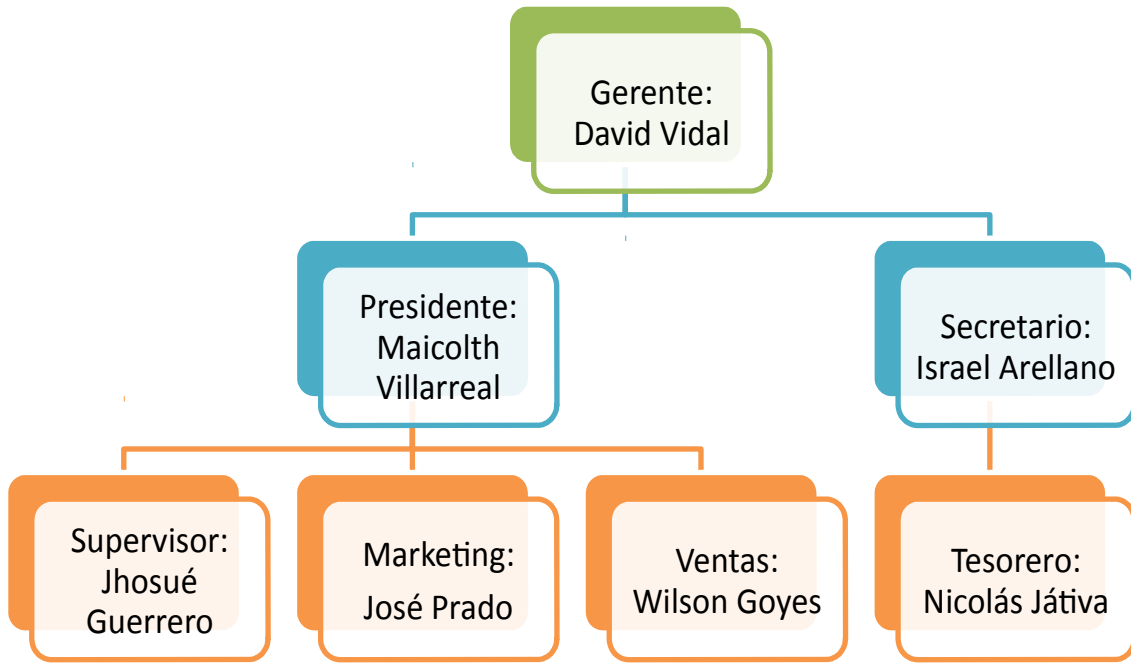 Gerente:
David Vidal
Presidente:
Maicolth
Villarreal
Secretario:
Israel Arellano
Supervisor:
Jhosué
Guerrero
Marketing:
José Prado
Ventas:
Wilson Goyes
Tesorero:
Nicolás Játiva